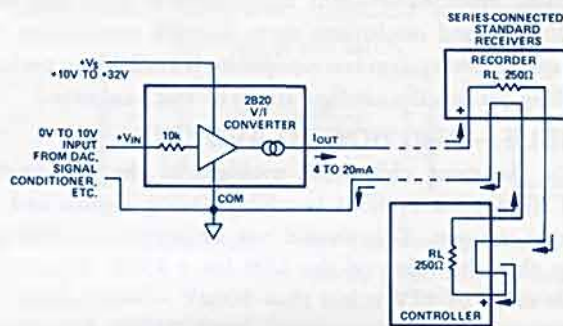 SERIES-CONNECTED
STANDARD
RECEIVERS
RECORDER
RL 250Ω
+
+VS
+10V TO +32V
2B20
V/I
CONVERTER
0V TO 10V
INPUT
FROM DAC,
SIGNAL
CONDITIONER,
ETC.
+VIN
10k
IOUT
4 TO 20mA
COM
RL
250Ω
+
CONTROLLER